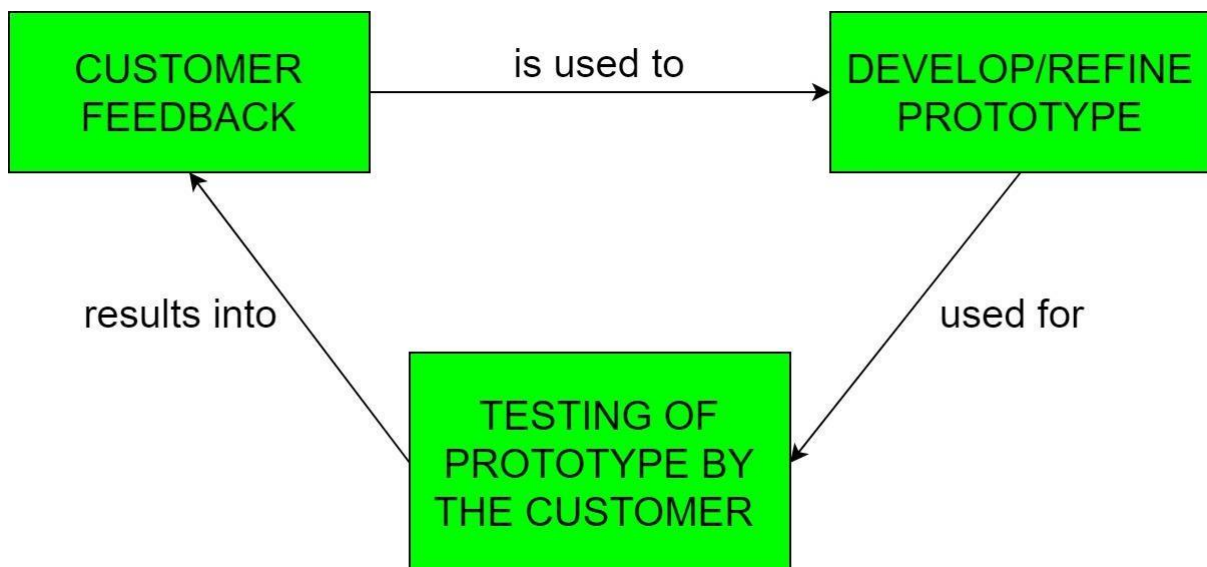 CUSTOMER
FEEDBACK
is used to
DEVELOP/REFINE
PROTOTYPE
results into
used for
TESTING OF
PROTOTYPE BY
THE CUSTOMER